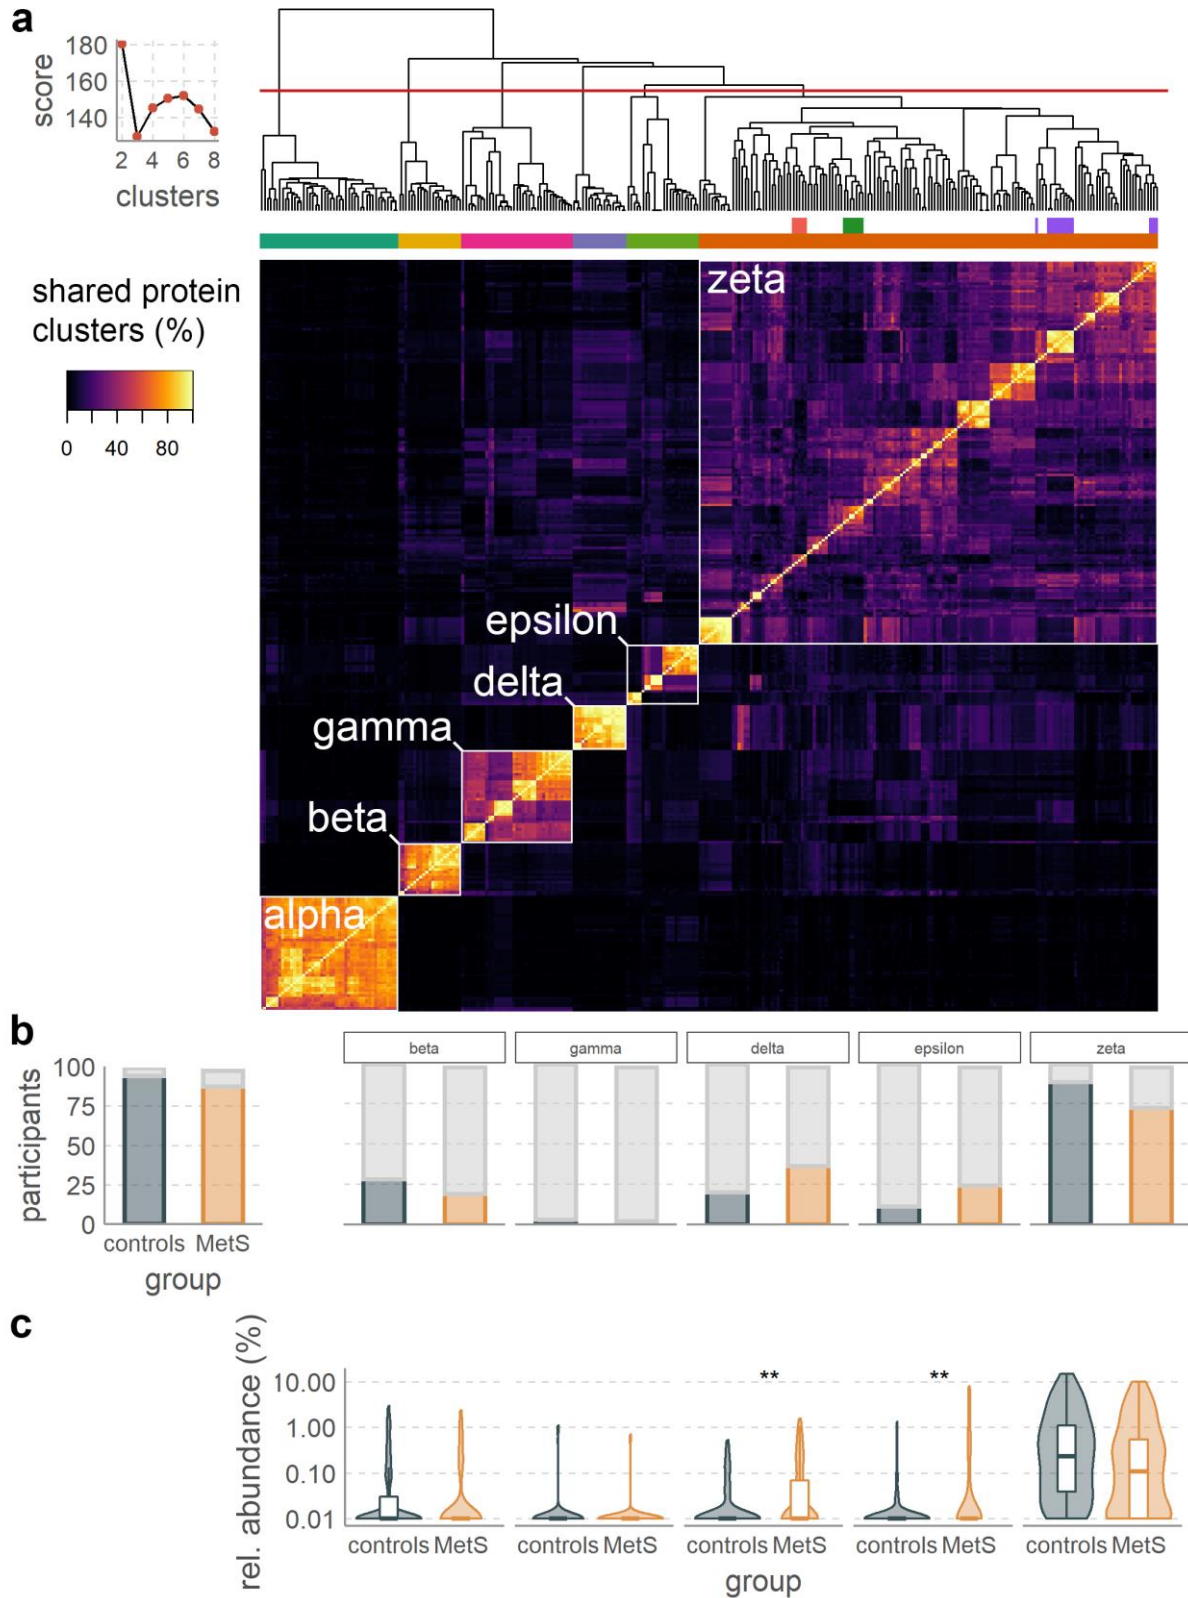 a
180
160
140
score
2 4 6 8
clusters
shared protein
clusters (%)
0 40 80
zeta
epsilon
delta
gamma
beta
alpha
b
beta gamma delta epsilon zeta
100
75
50
25
0
participants
controls MetS
group
c
rel. abundance (%)
10.00
1.00
0.10
0.01
** **
controls MetS controls MetS controls MetS controls MetS controls MetS
group